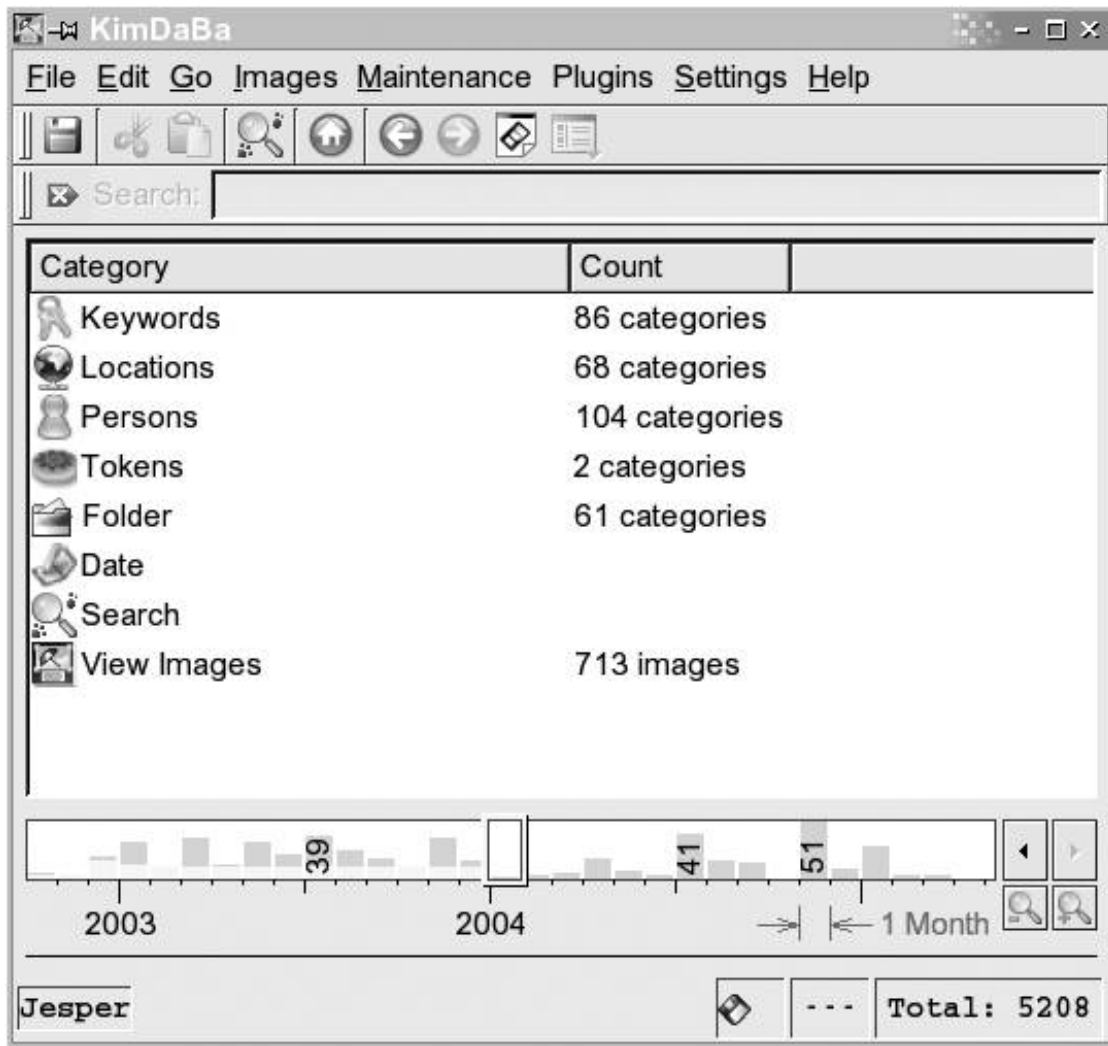 KimDaBa
File Edit Go Images Maintenance Plugins Settings Help
Search:
Category Count
Keywords 86 categories
Locations 68 categories
Persons 104 categories
Tokens 2 categories
Folder 61 categories
Date
Search
View Images 713 images
39 41 51
2003 2004 1 Month
Jesper --- Total: 5208